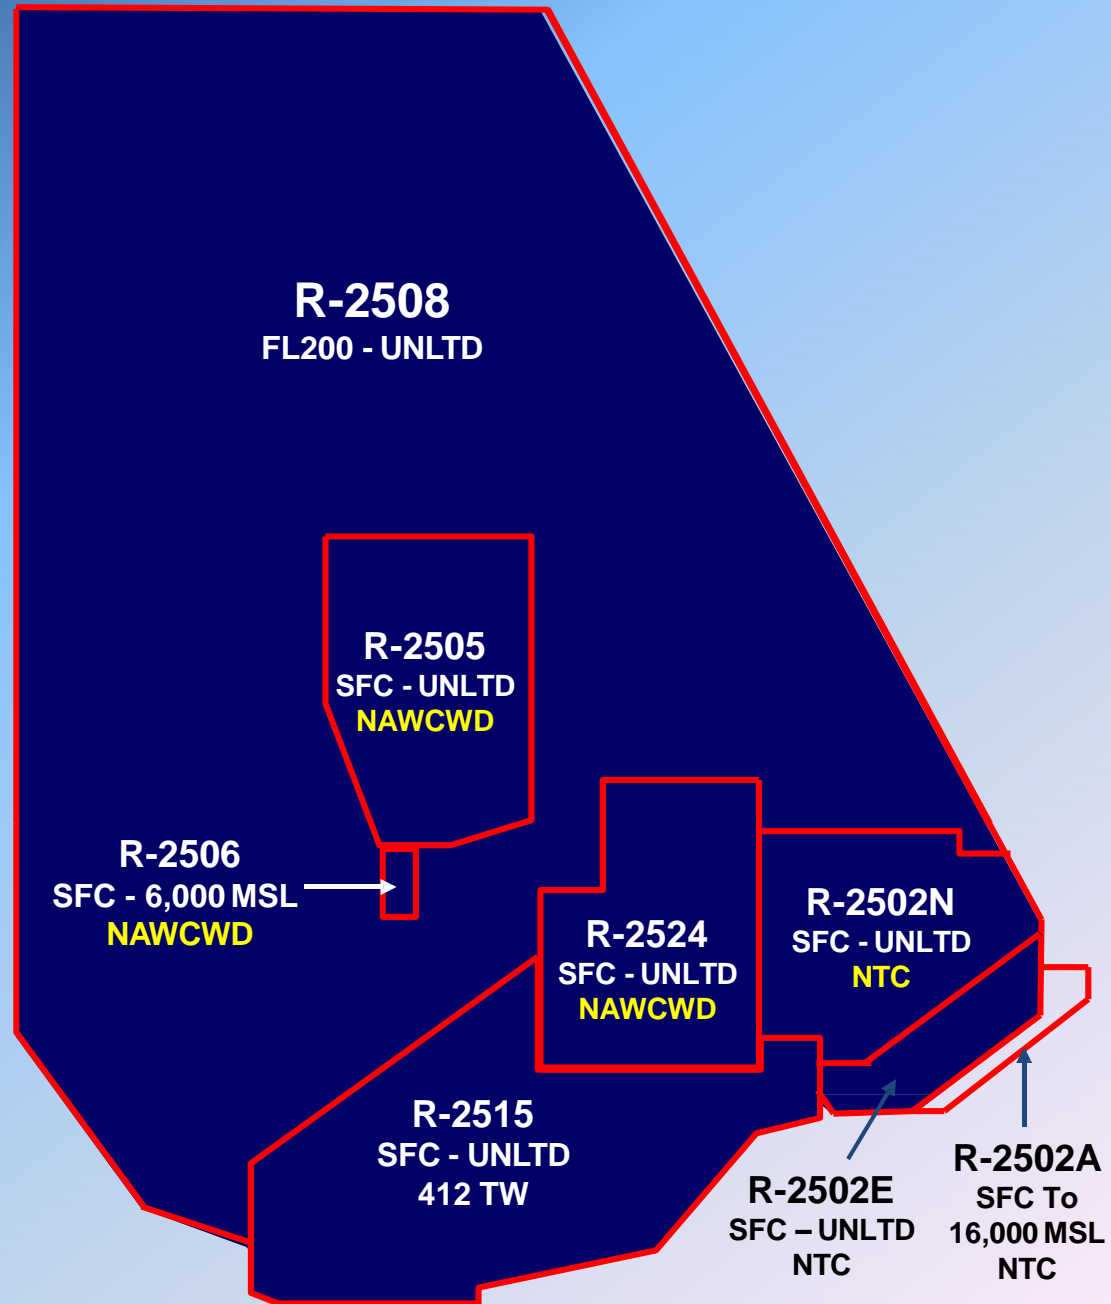 R-2508
FL200 - UNLTD
R-2505
SFC - UNLTD
NAWCWD
R-2506
SFC - 6,000 MSL
NAWCWD
R-2524
SFC - UNLTD
NAWCWD
R-2502N
SFC - UNLTD
NTC
R-2515
SFC - UNLTD
412 TW
R-2502E
SFC – UNLTD
NTC
R-2502A
SFC To
16,000 MSL
NTC